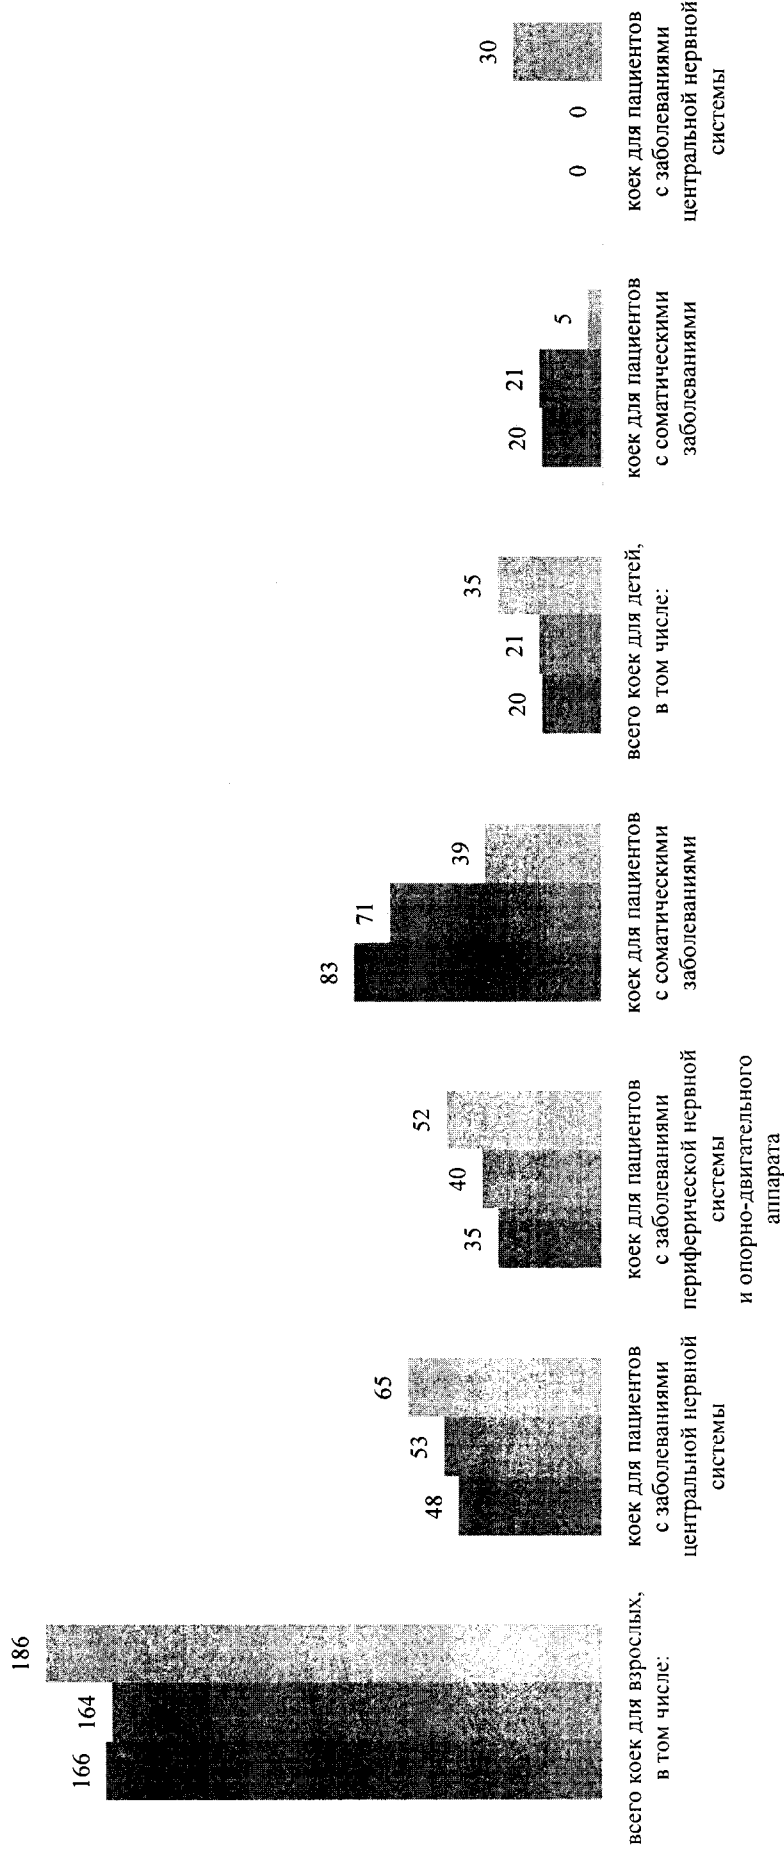 166
164
186
всего коек для взрослых,
в том числе:
48
53
65
коек для пациентов
с заболеваниями
центральной нервной
системы
35
40
52
коек для пациентов
с заболеваниями
периферической нервной
системы
и опорно-двигательного
аппарата
83
71
39
коек для пациентов
с соматическими
заболеваниями
20
21
35
всего коек для детей,
в том числе:
20
21
5
коек для пациентов
с соматическими
заболеваниями
0
0
30
коек для пациентов
с заболеваниями
центральной нервной
системы